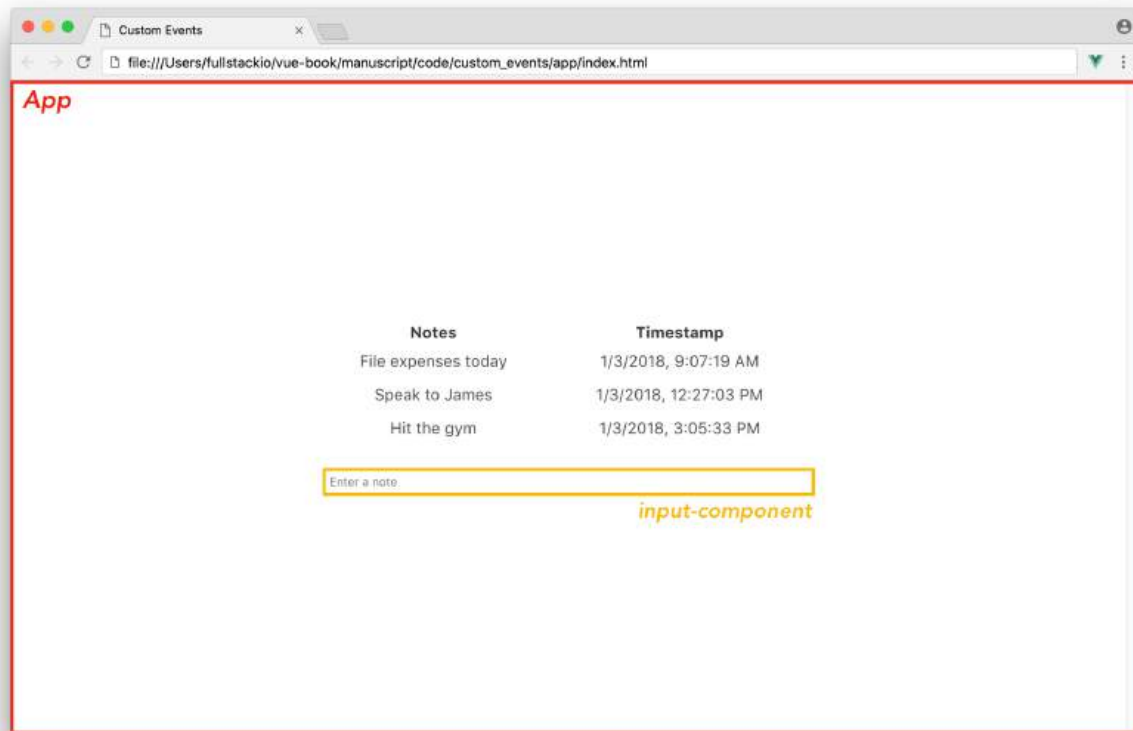 Custom Events
file:///Users/fullstackio/vue-book/manuscript/code/custom_events/app/index.html
App
Notes Timestamp
File expenses today 1/3/2018, 9:07:19 AM
Speak to James 1/3/2018, 12:27:03 PM
Hit the gym 1/3/2018, 3:05:33 PM
Enter a note
input-component